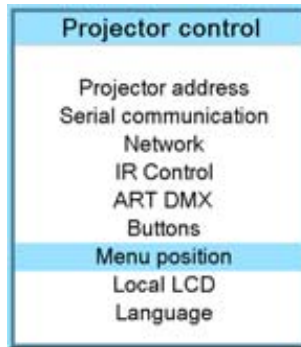 Projector control
Projector address
Serial communication
Network
IR Control
ART DMX
Buttons
Menu position
Local LCD
Language